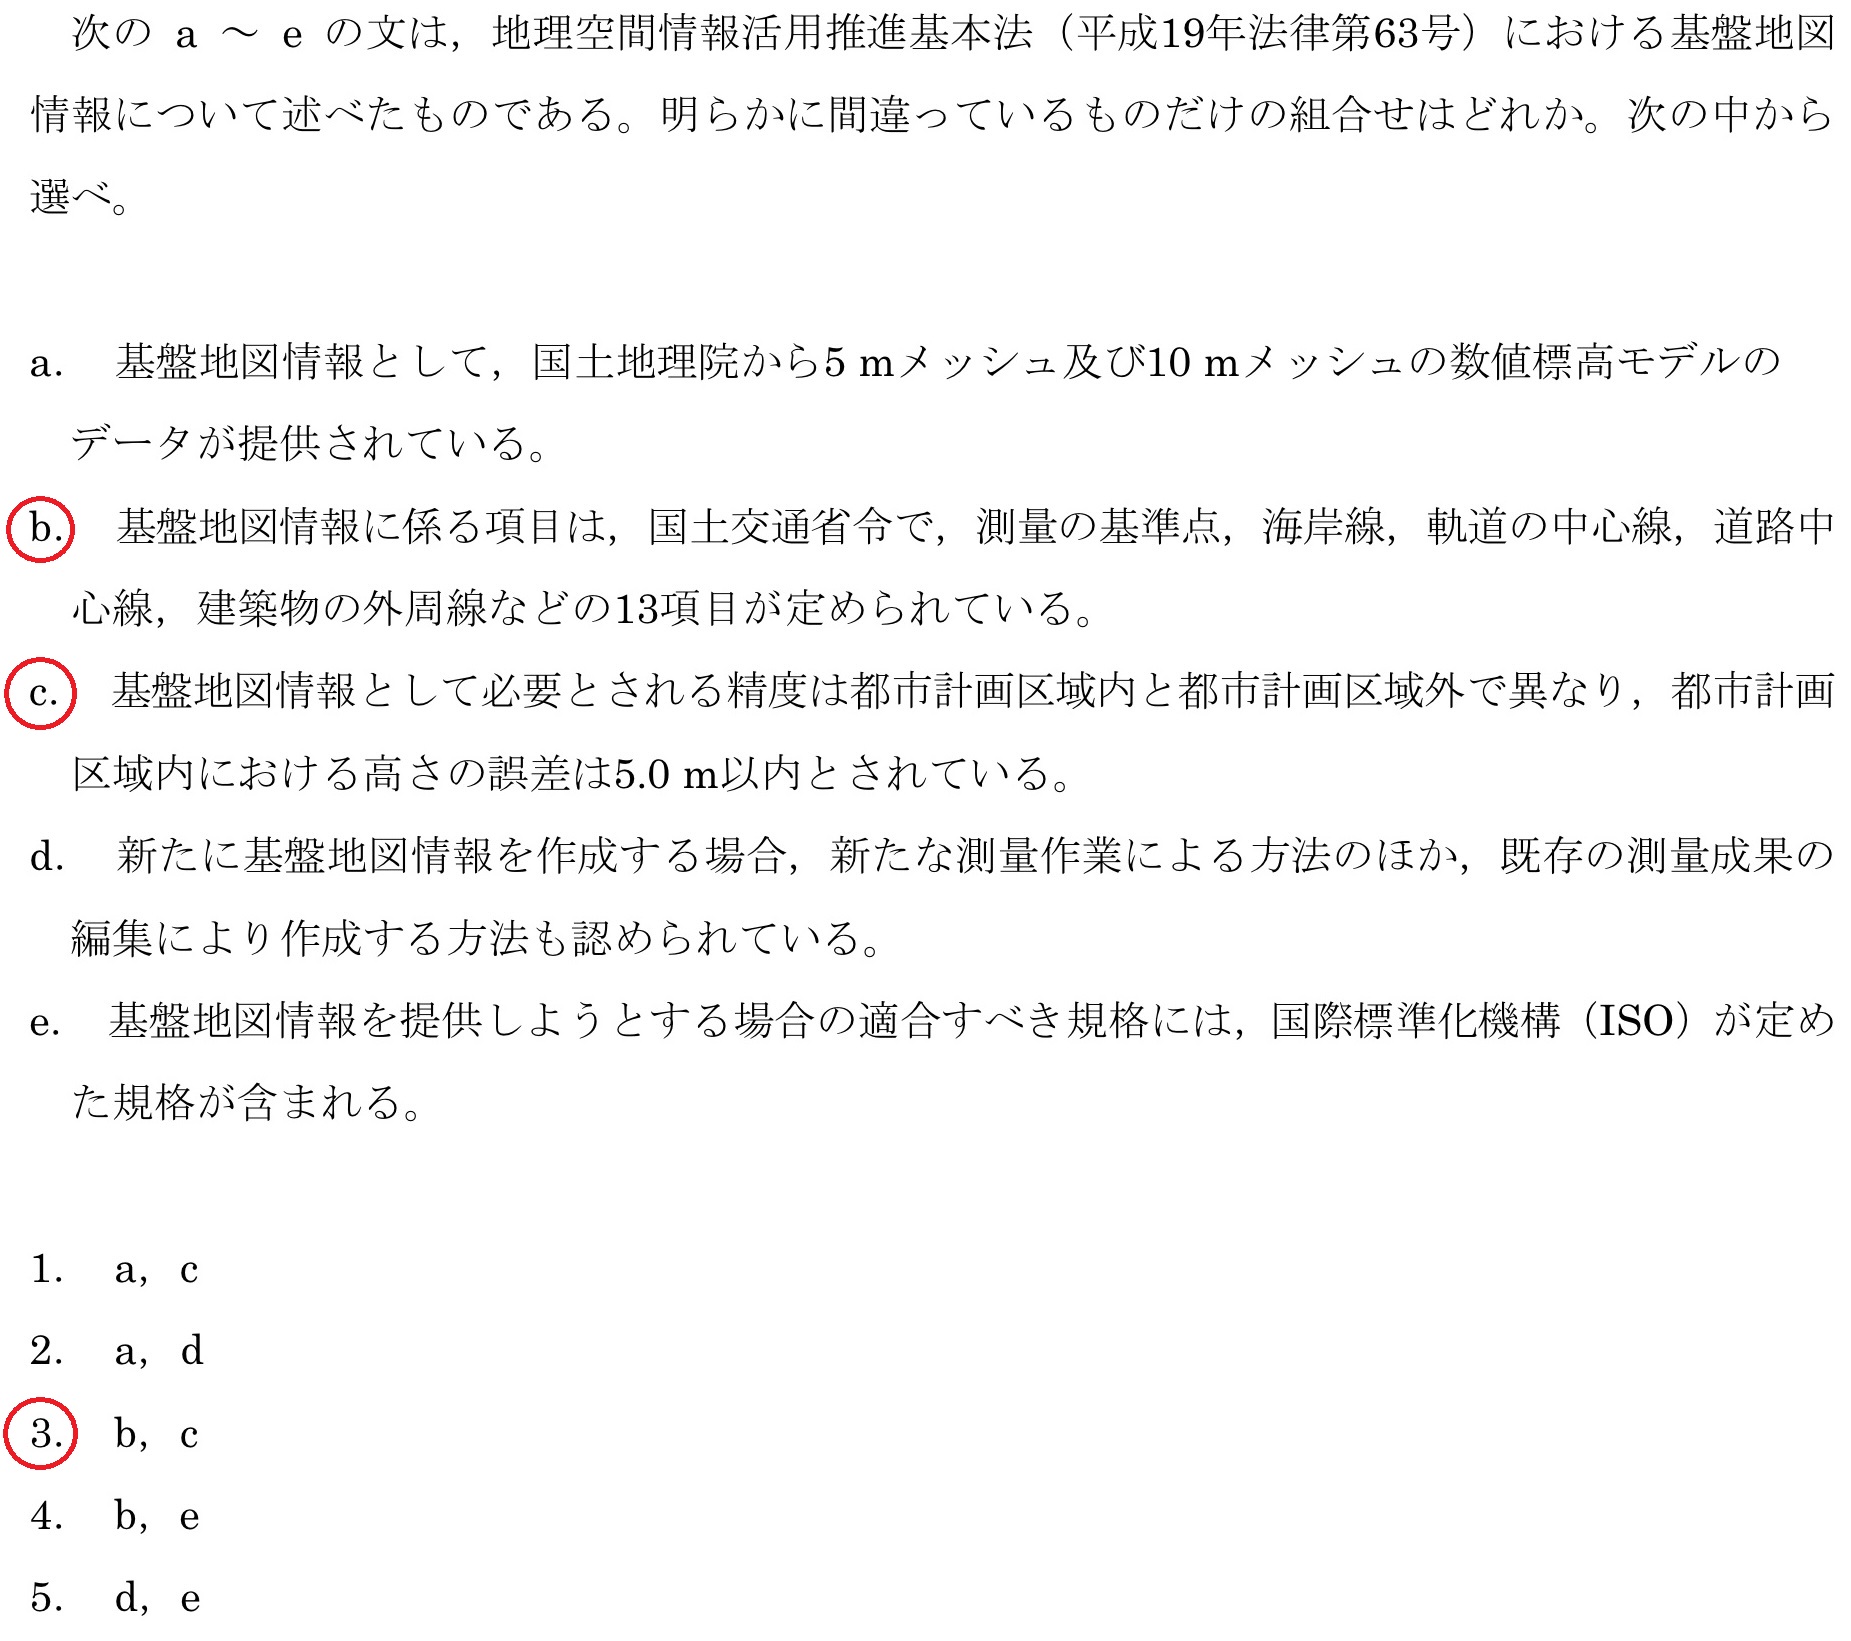 次の a ～ e の文は，地理空間情報活用推進基本法（平成19年法律第63号）における基盤地図
情報について述べたものである。明らかに間違っているものだけの組合せはどれか。次の中から
選べ。
a. 基盤地図情報として，国土地理院から5 mメッシュ及び10 mメッシュの数値標高モデルの
データが提供されている。
b. 基盤地図情報に係る項目は，国土交通省令で，測量の基準点，海岸線，軌道の中心線，道路中
心線，建築物の外周線などの13項目が定められている。
c. 基盤地図情報として必要とされる精度は都市計画区域内と都市計画区域外で異なり，都市計画
区域内における高さの誤差は5.0 m以内とされている。
d. 新たに基盤地図情報を作成する場合，新たな測量作業による方法のほか，既存の測量成果の
編集により作成する方法も認められている。
e. 基盤地図情報を提供しようとする場合の適合すべき規格には，国際標準化機構（ISO）が定め
た規格が含まれる。
1. a，c
2. a，d
3. b，c
4. b，e
5. d，e